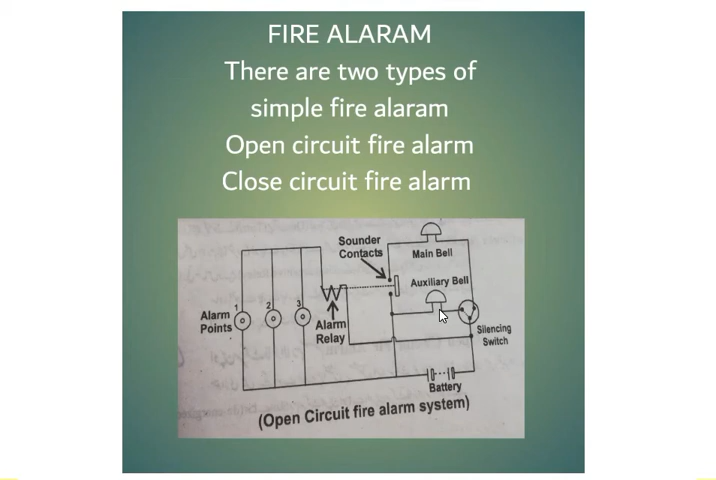 FIRE ALARAM
There are two types of
simple fire alaram
Open circuit fire alarm
Close circuit fire alarm
Sounder
Contacts
Main Bell
Auxiliary Bell
1
2
3
Alarm
Points
Alarm
Relay
Silencing
Switch
Battery
(Open Circuit fire alarm system)